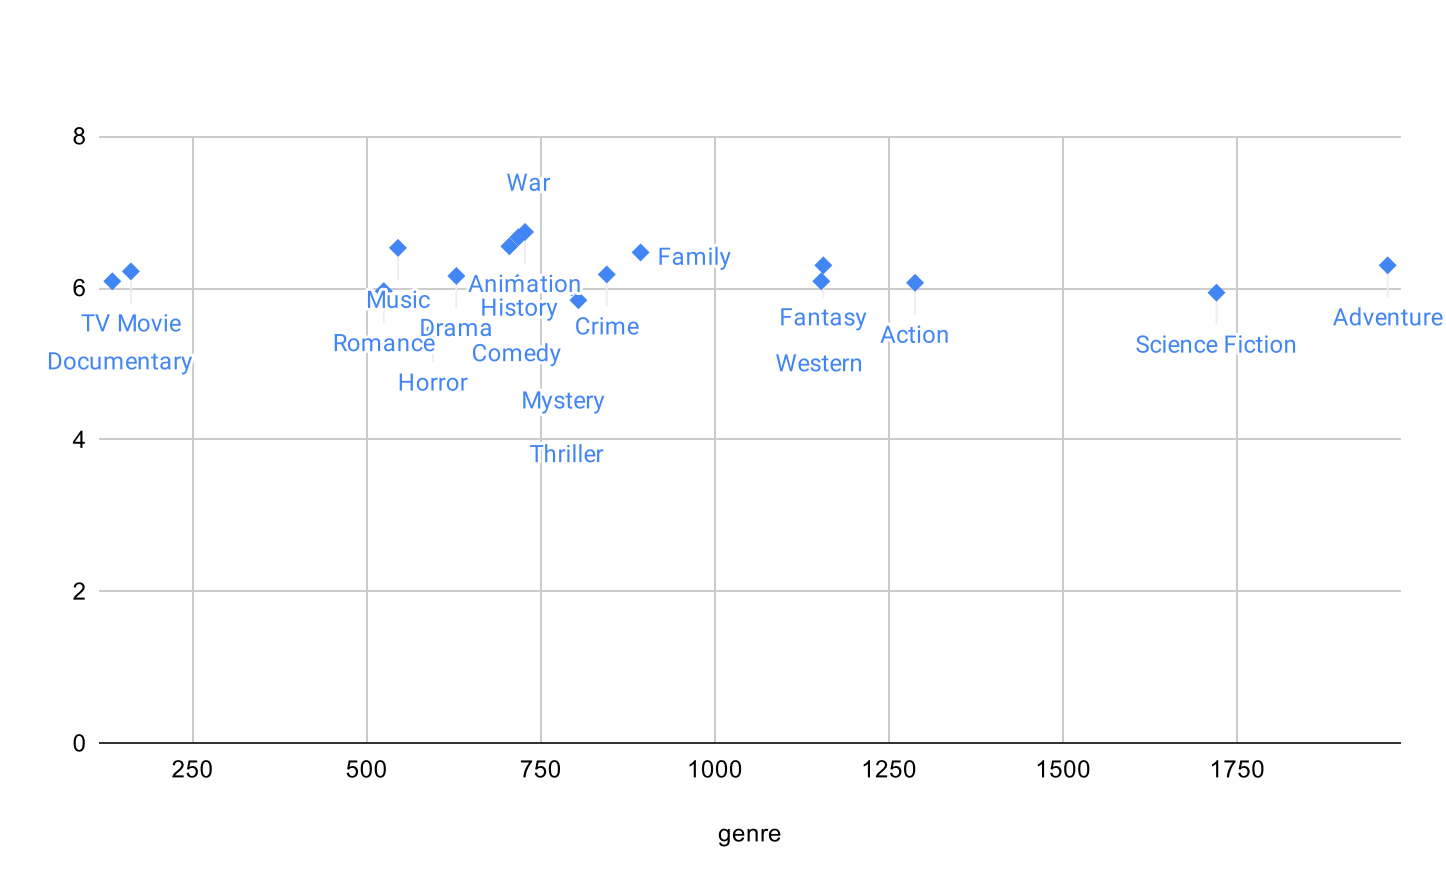 8
War
Family
6
Animation
Music
History
TV Movie
Fantasy
Adventure
Crime
Drama
Action
Romance
Science Fiction
Comedy
Documentary
Western
Horror
Mystery
4
Thriller
2
0
250 500 750 1000 1250 1500 1750
genre